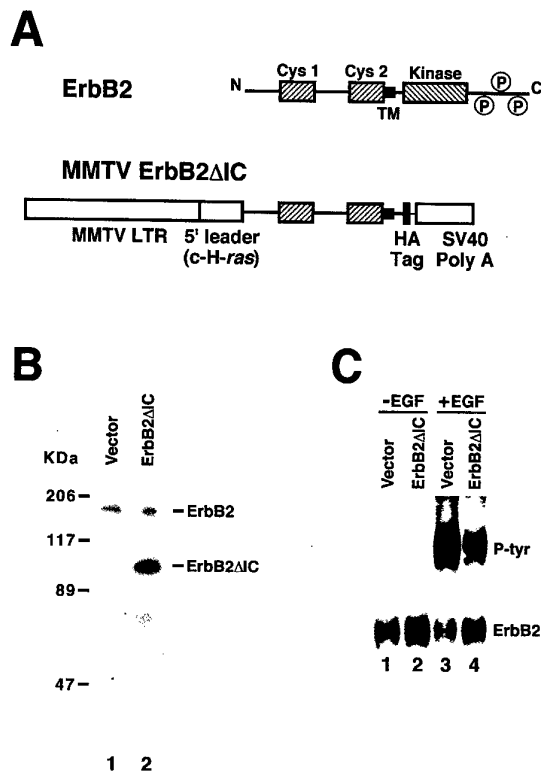 A
ErbB2
N
Cys 1
Cys 2
Kinase
C
TM
P
P
P
MMTV ErbB2ΔIC
MMTV LTR
5' leader
(c-H-ras)
HA
Tag
SV40
Poly A
B
KDa
Vector
ErbB2ΔIC
206
117
89
47
ErbB2
ErbB2ΔIC
1 2
C
-EGF +EGF
Vector
ErbB2ΔIC
Vector
ErbB2ΔIC
P-tyr
ErbB2
1 2 3 4